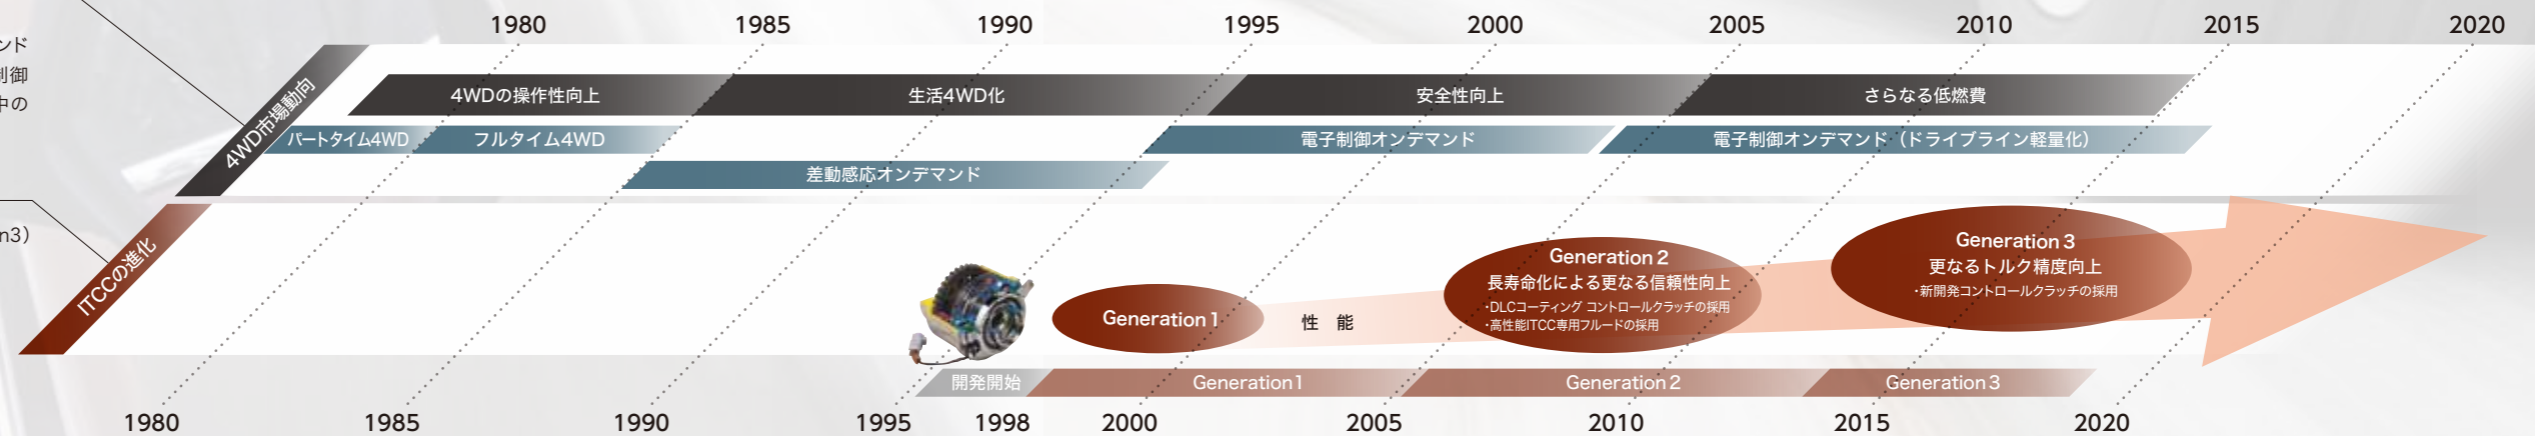 1980 1985 1990 1995 2000 2005 2010 2015 2020
ンド
制御
中の
4WD市場動向
4WDの操作性向上 生活4WD化 安全性向上 さらなる低燃費
パートタイム4WD フルタイム4WD 電子制御オンデマンド 電子制御オンデマンド（ドライブライン軽量化）
差動感応オンデマンド
n3）
ITCCの進化
Generation 1
性 能
Generation 2
長寿命化による更なる信頼性向上
・DLCコーティング コントロールクラッチの採用
・高性能ITCC専用フルードの採用
Generation 3
更なるトルク精度向上
・新開発コントロールクラッチの採用
開発開始 Generation 1 Generation 2 Generation 3
1980 1985 1990 1995 1998 2000 2005 2010 2015 2020